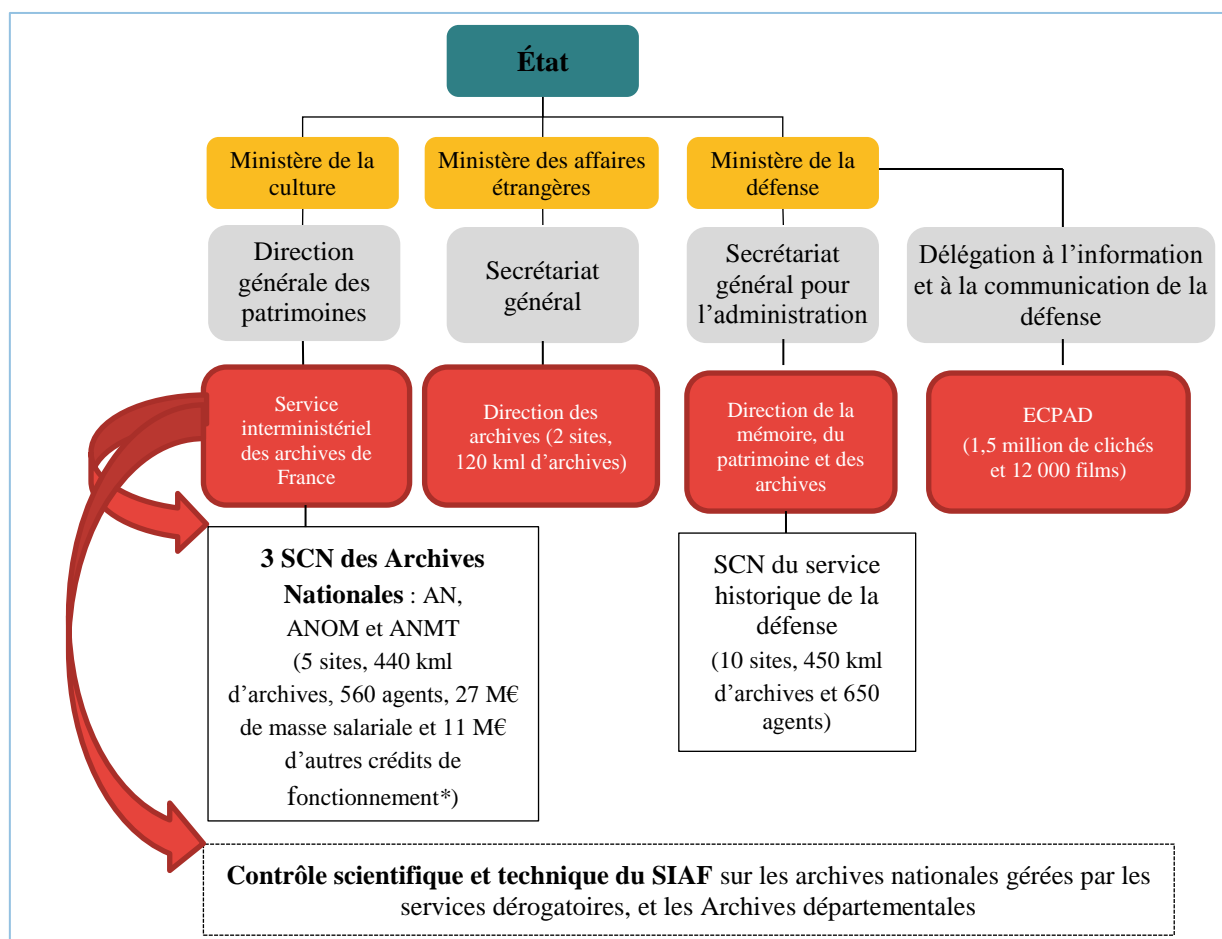 État
Ministère de la
culture
Ministère des affaires
étrangères
Ministère de la
défense
Direction
générale des
patrimoines
Secrétariat
général
Secrétariat
général pour
l’administration
Délégation à l’information
et à la communication de la
défense
Service
interministériel
des archives de
France
Direction des
archives (2 sites,
120 kml d’archives)
Direction de la
mémoire, du
patrimoine et des
archives
ECPAD
(1,5 million de clichés
et 12 000 films)
3 SCN des Archives
Nationales : AN,
ANOM et ANMT
(5 sites, 440 kml
d’archives, 560 agents, 27 M€
de masse salariale et 11 M€
d’autres crédits de
fonctionnement*)
SCN du service
historique de la
défense
(10 sites, 450 kml
d’archives et 650
agents)
Contrôle scientifique et technique du SIAF sur les archives nationales gérées par les
services dérogatoires, et les Archives départementales